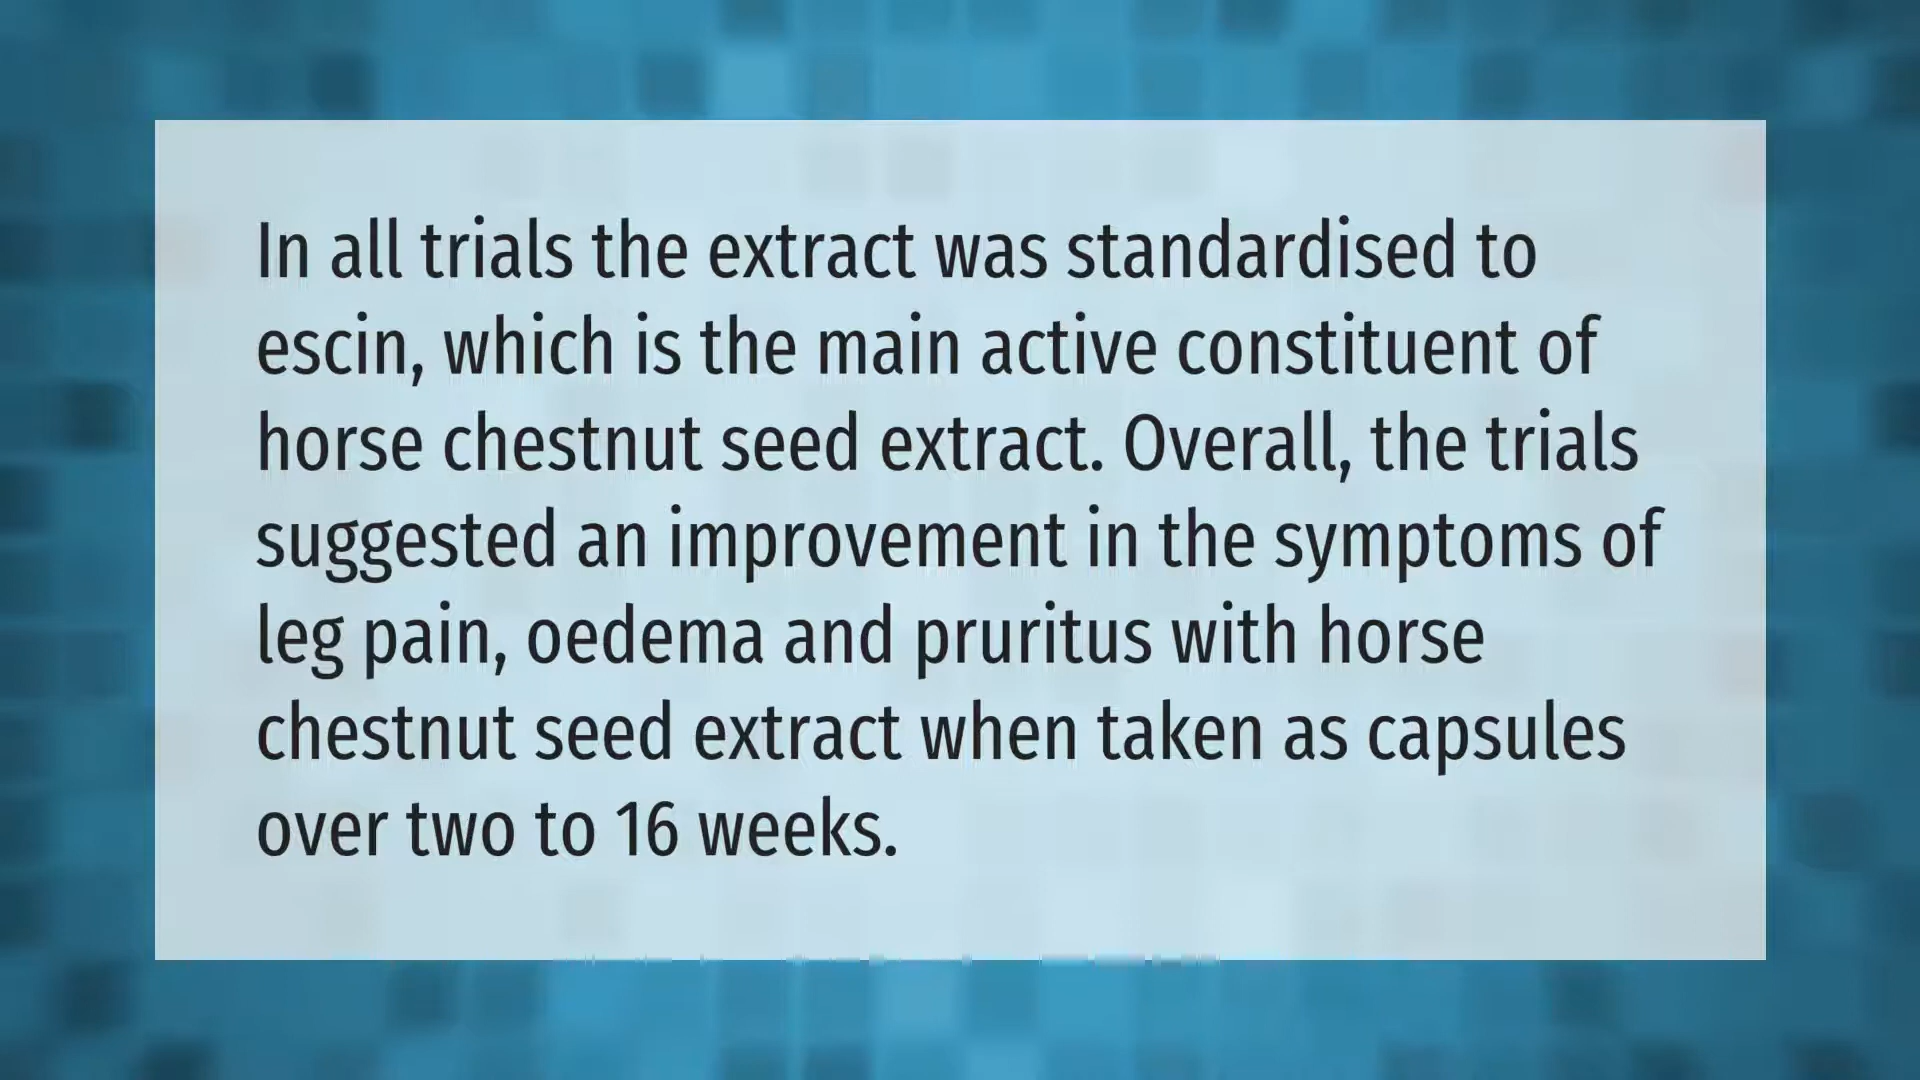 In all trials the extract was standardised to
escin, which is the main active constituent of
horse chestnut seed extract. Overall, the trials
suggested an improvement in the symptoms of
leg pain, oedema and pruritus with horse
chestnut seed extract when taken as capsules
over two to 16 weeks.